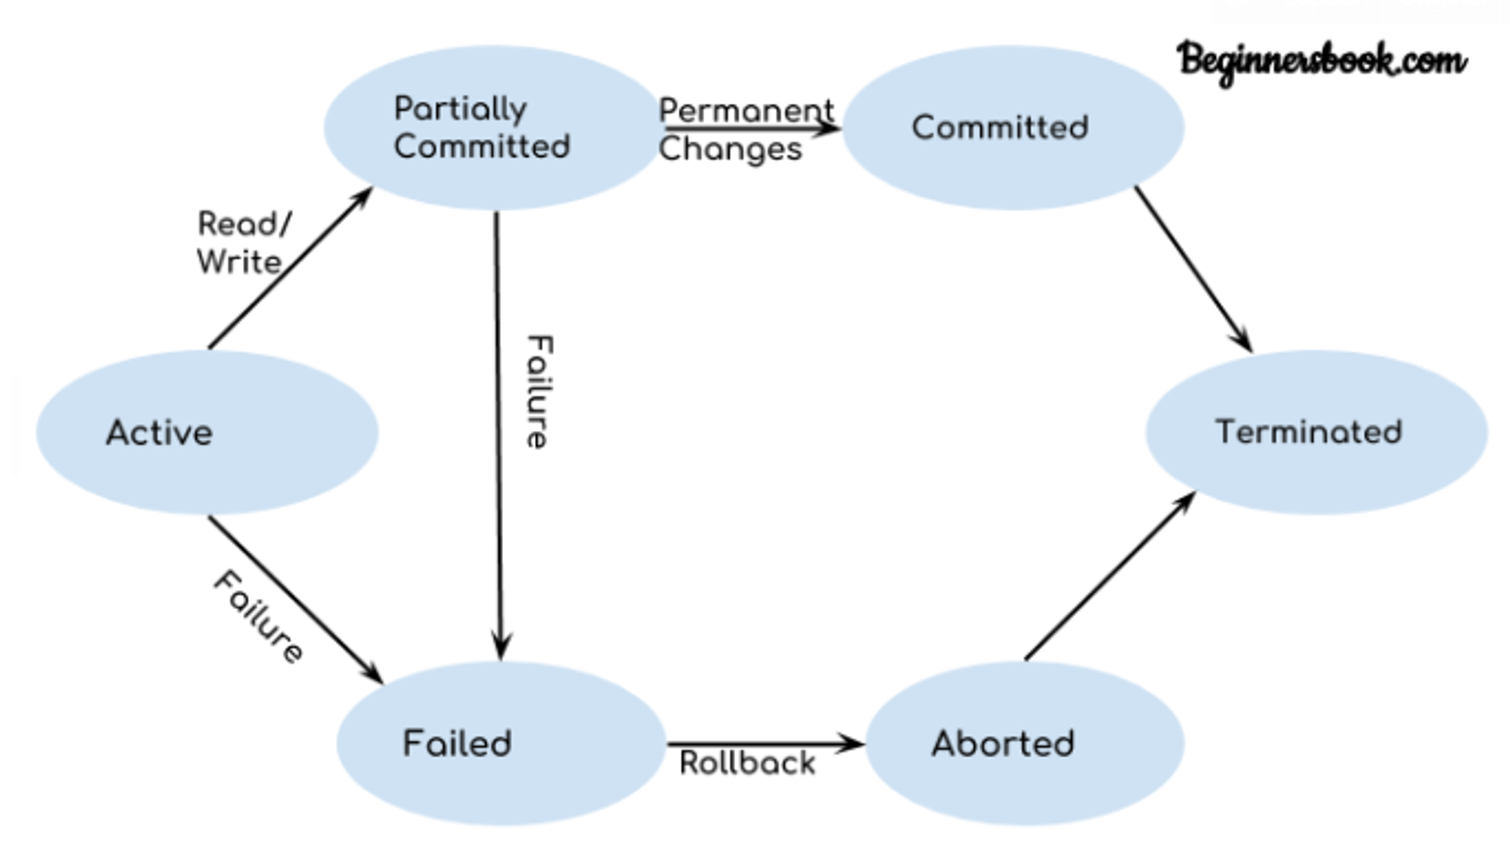 Beginnersbook.com
Partially
Committed
Permanent
Changes
Committed
Read/
Write
Failure
Active
Terminated
Failure
Failed
Rollback
Aborted